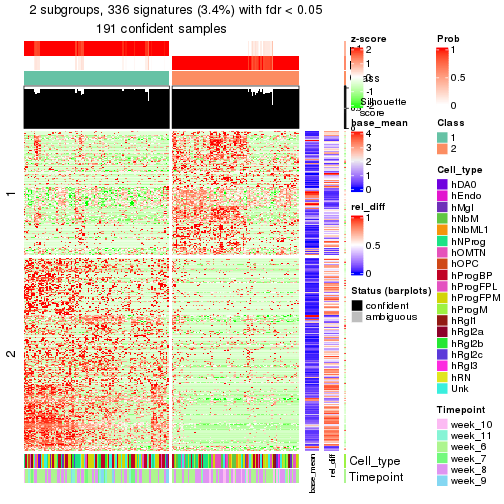 2 subgroups, 336 signatures (3.4%) with fdr < 0.05
191 confident samples
1
2
Silhouette
score
Cell_type
Timepoint
base_mean
rel_diff
z-score
2
1
0
-1
-2
base_mean
4
3
2
1
0
rel_diff
1
0.5
0
Status (barplots)
confident
ambiguous
Prob
1
0.5
0
Class
1
2
Cell_type
hDA0
hEndo
hMgl
hNbM
hNbML1
hNProg
hOMTN
hOPC
hProgBP
hProgFPL
hProgFPM
hProgM
hRgl1
hRgl2a
hRgl2b
hRgl2c
hRgl3
hRN
Unk
Timepoint
week_10
week_11
week_6
week_7
week_8
week_9